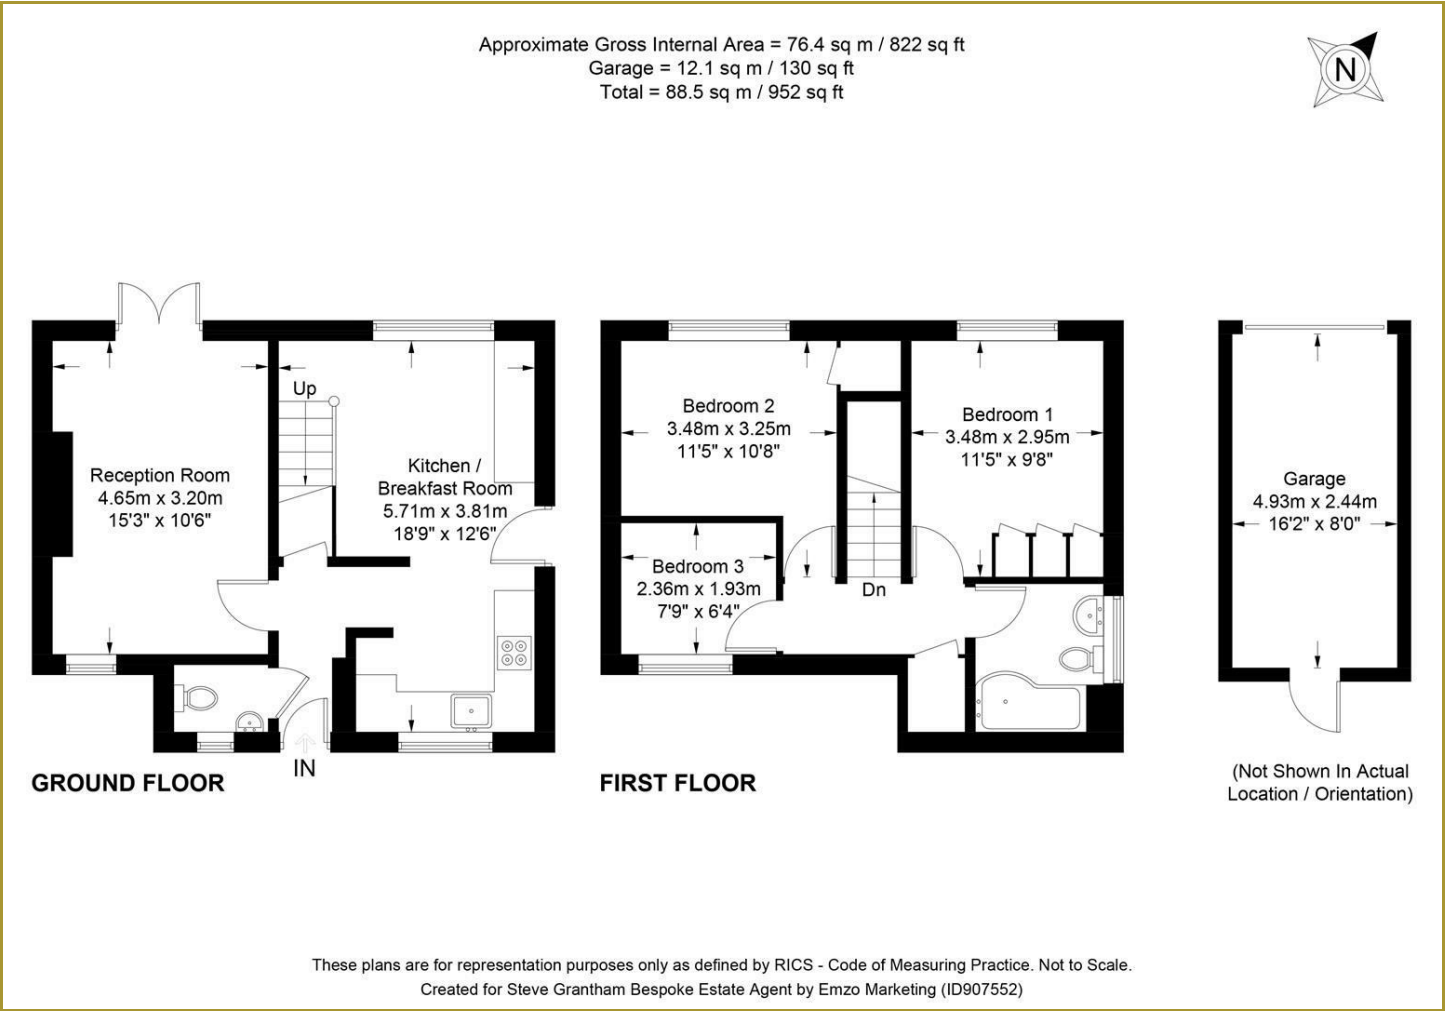 Approximate Gross Internal Area = 76.4 sq m / 822 sq ft
Garage = 12.1 sq m / 130 sq ft
Total = 88.5 sq m / 952 sq ft
N
Up
Reception Room
4.65m x 3.20m
15'3" x 10'6"
Kitchen /
Breakfast Room
5.71m x 3.81m
18'9" x 12'6"
IN
GROUND FLOOR
Bedroom 2
3.48m x 3.25m
11'5" x 10'8"
Bedroom 1
3.48m x 2.95m
11'5" x 9'8"
Bedroom 3
2.36m x 1.93m
7'9" x 6'4"
Dn
FIRST FLOOR
Garage
4.93m x 2.44m
16'2" x 8'0"
(Not Shown In Actual
Location / Orientation)
These plans are for representation purposes only as defined by RICS - Code of Measuring Practice. Not to Scale.
Created for Steve Grantham Bespoke Estate Agent by Emzo Marketing (ID907552)